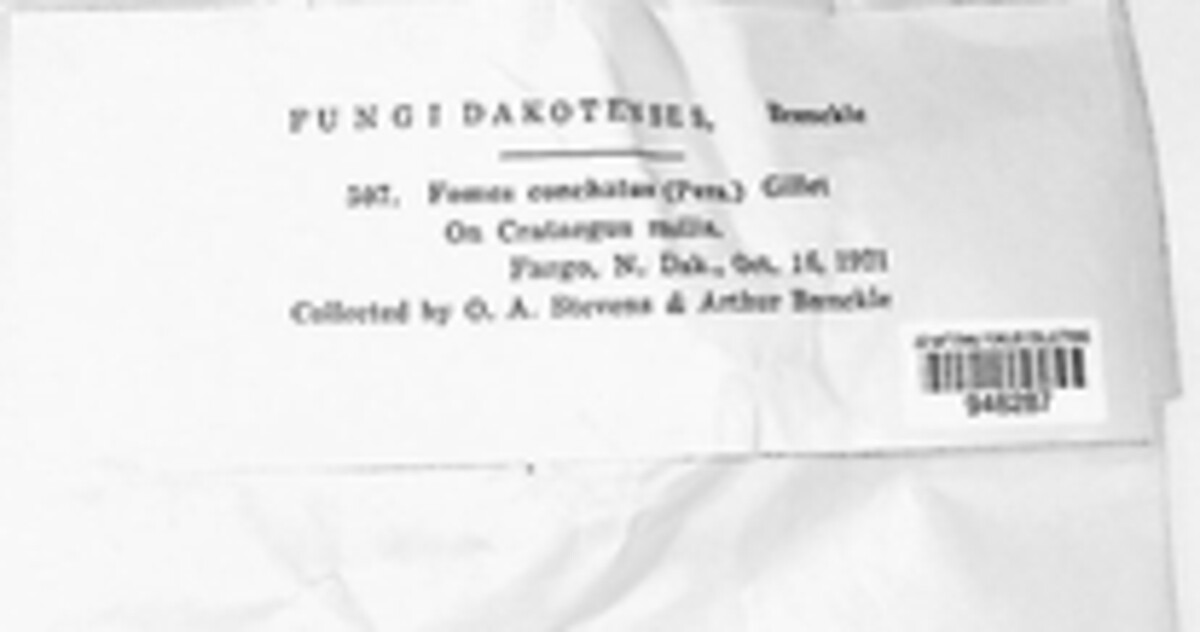 FUNGI DAKOTENSES, Brenckle
Fomes conchatus (Pers.) Gillet
On Crataegus mollis.
Fargo, N. Dak., Oct. 16, 1921
Collected by O. A. Stevens & Arthur Brenckle
948287